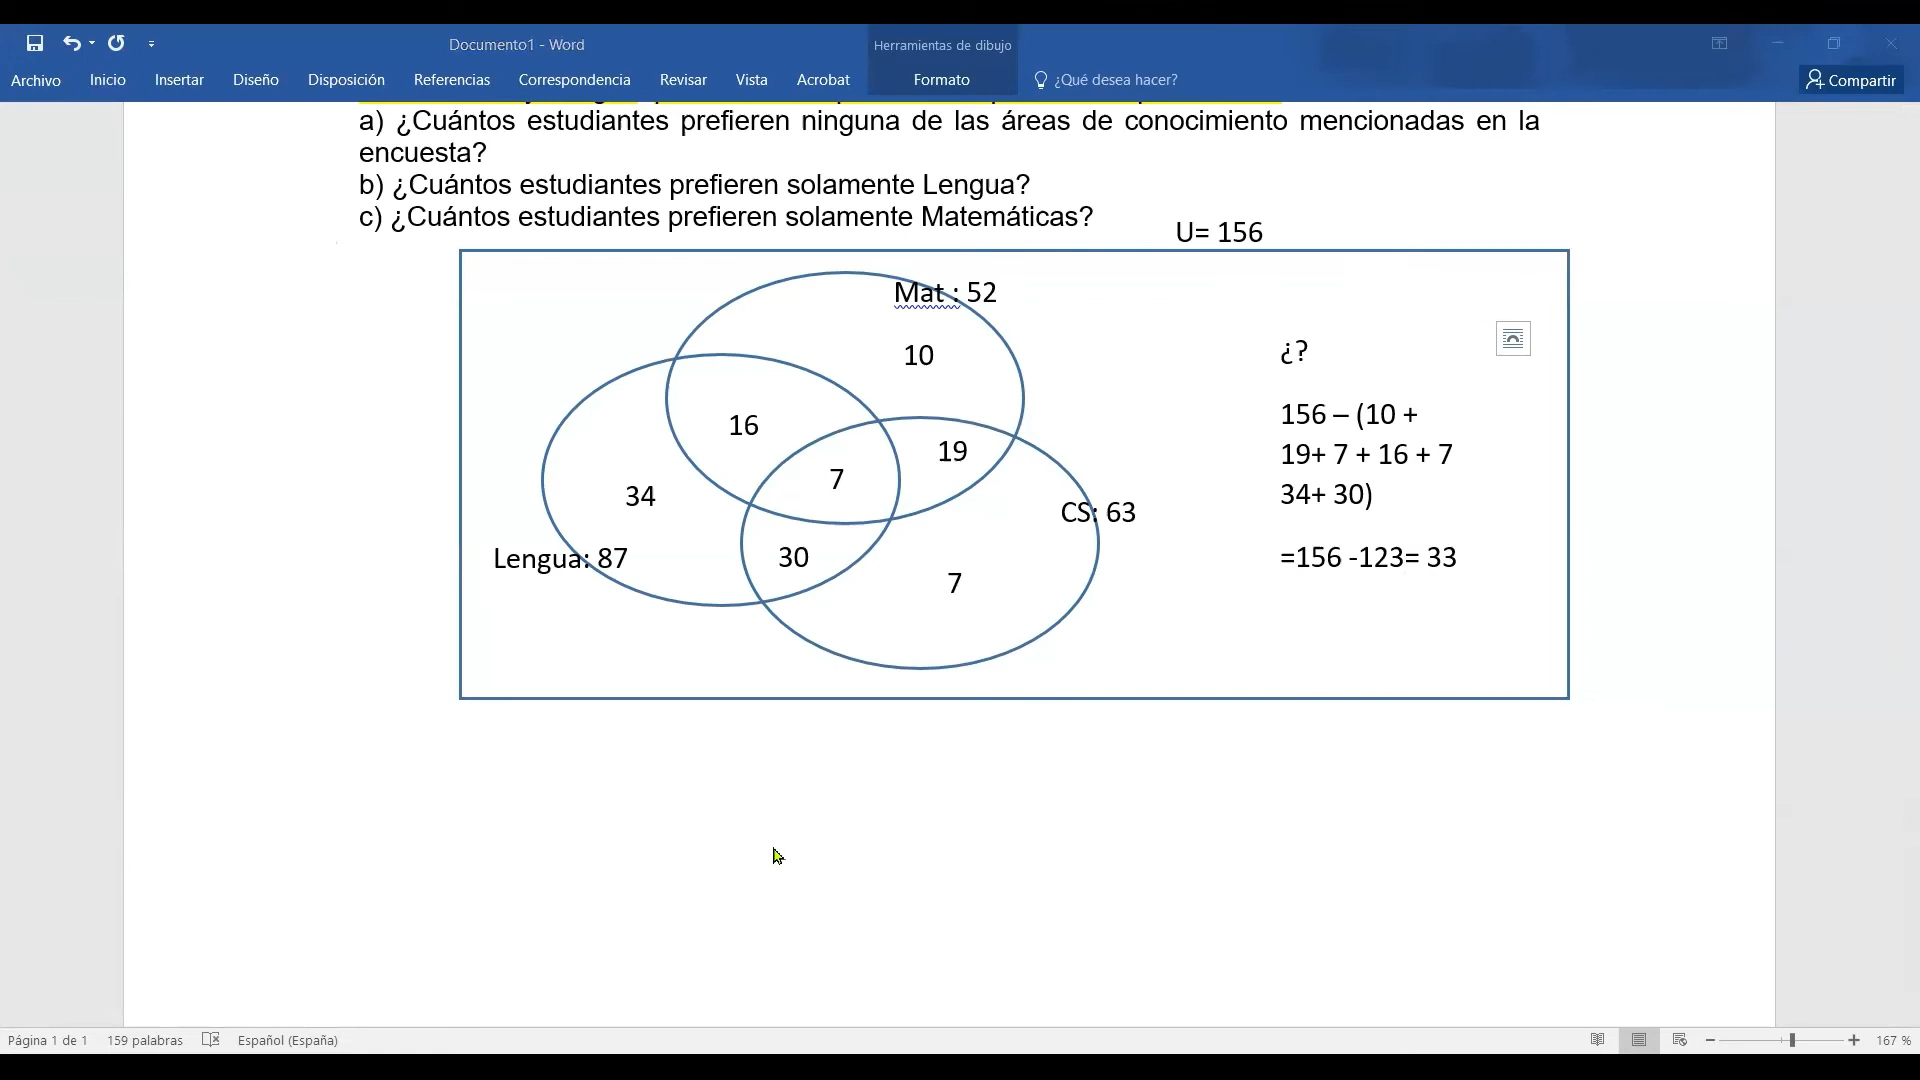 Documento1 - Word
Herramientas de dibujo
Archivo Inicio Insertar Diseño Disposición Referencias Correspondencia Revisar Vista Acrobat Formato ¿Qué desea hacer? Compartir
a) ¿Cuántos estudiantes prefieren ninguna de las áreas de conocimiento mencionadas en la
encuesta?
b) ¿Cuántos estudiantes prefieren solamente Lengua?
c) ¿Cuántos estudiantes prefieren solamente Matemáticas?
U= 156
Mat : 52
10
16
19
7
34
CS: 63
Lengua: 87
30
7
¿?
156 – (10 +
19+ 7 + 16 + 7
34+ 30)
=156 -123= 33
Página 1 de 1 159 palabras Español (España) 167 %